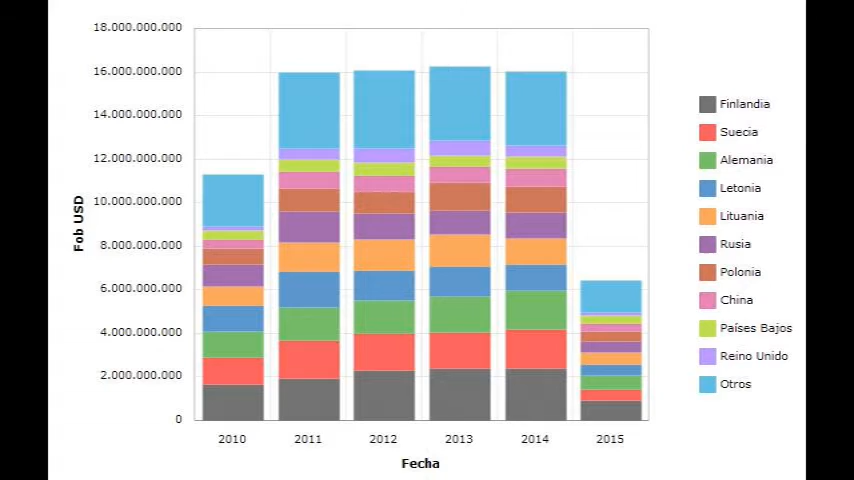 18.000.000.000
16.000.000.000
14.000.000.000
12.000.000.000
10.000.000.000
8.000.000.000
6.000.000.000
4.000.000.000
2.000.000.000
0
Fob USD
2010 2011 2012 2013 2014 2015
Fecha
Finlandia
Suecia
Alemania
Letonia
Lituania
Rusia
Polonia
China
Países Bajos
Reino Unido
Otros